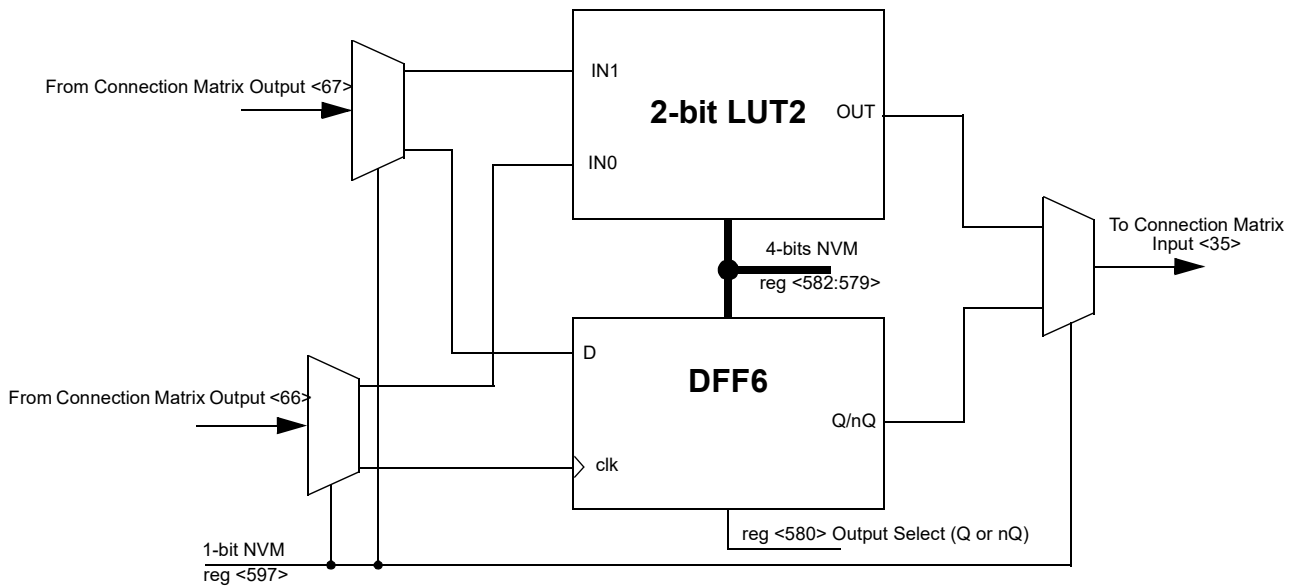 From Connection Matrix Output <67>
IN1
2-bit LUT2
OUT
IN0
To Connection Matrix
Input <35>
4-bits NVM
reg <582:579>
D
DFF6
From Connection Matrix Output <66>
Q/nQ
clk
reg <580> Output Select (Q or nQ)
1-bit NVM
reg <597>